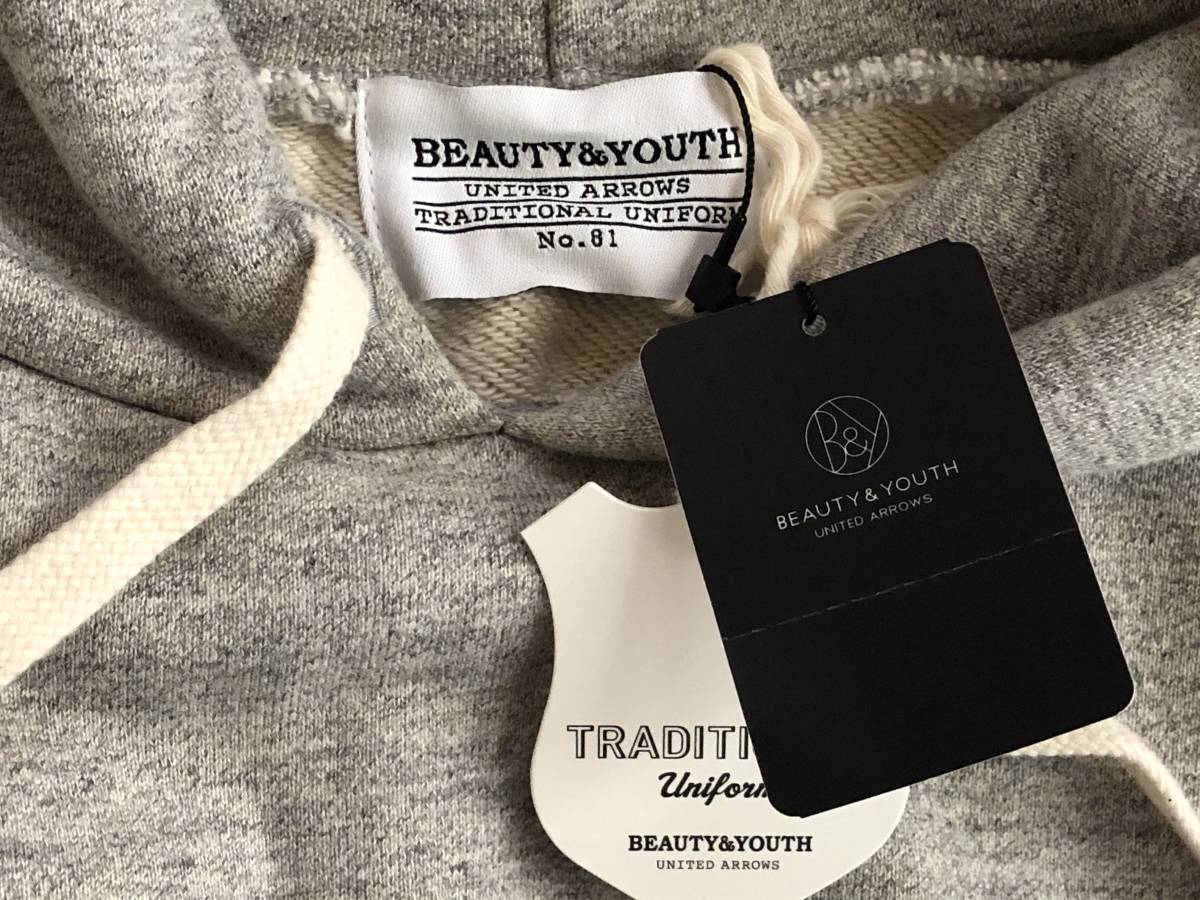 BEAUTY&YOUTH
UNITED ARROWS
TRADITIONAL UNIFORM
No.81
B&Y
BEAUTY & YOUTH
UNITED ARROWS
TRADITI
Uniform
BEAUTY&YOUTH
UNITED ARROWS